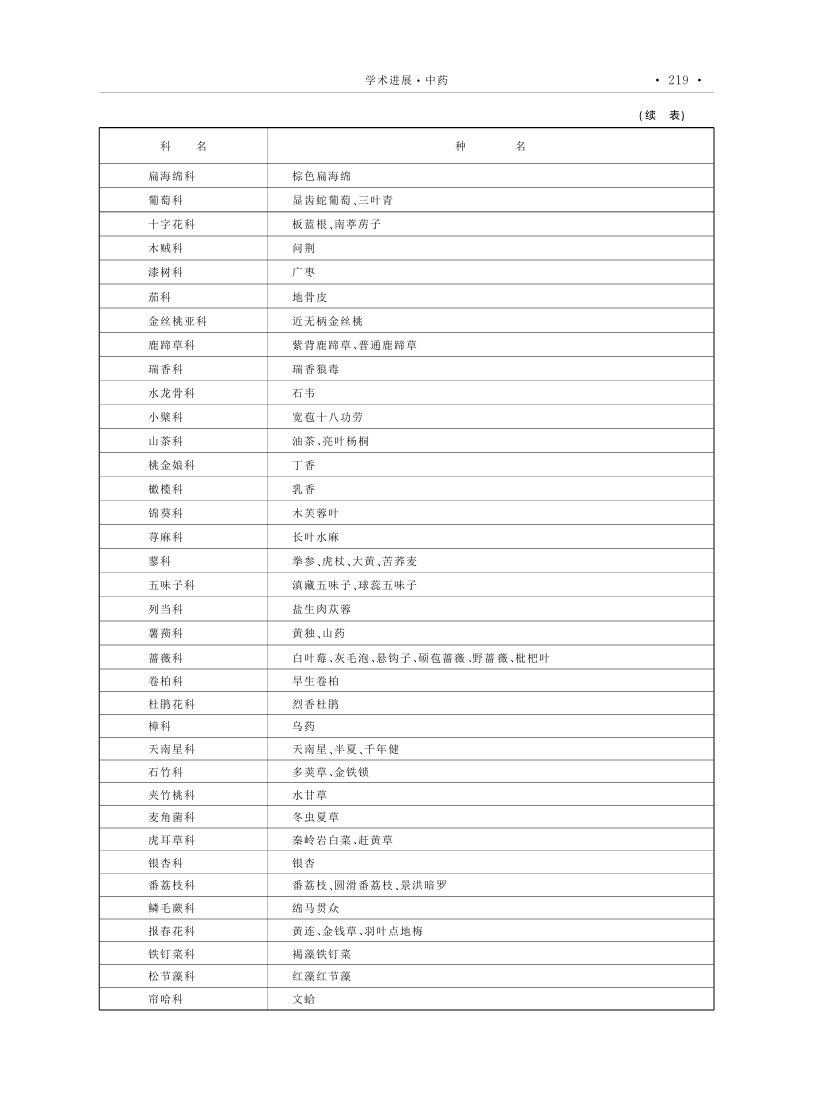 学术进展·中药 · 219 ·
(续 表)
科 名 种 名
扁海绵科 棕色扁海绵
葡萄科 显齿蛇葡萄、三叶青
十字花科 板蓝根、南葶苈子
木贼科 问荆
漆树科 广枣
茄科 地骨皮
金丝桃亚科 近无柄金丝桃
鹿蹄草科 紫背鹿蹄草、普通鹿蹄草
瑞香科 瑞香狼毒
水龙骨科 石韦
小檗科 宽苞十八功劳
山茶科 油茶、亮叶杨桐
桃金娘科 丁香
橄榄科 乳香
锦葵科 木芙蓉叶
荨麻科 长叶水麻
蓼科 拳参、虎杖、大黄、苦荞麦
五味子科 滇藏五味子、球蕊五味子
列当科 盐生肉苁蓉
薯蓣科 黄独、山药
蔷薇科 白叶莓、灰毛泡、悬钩子、硕苞蔷薇、野蔷薇、枇杷叶
卷柏科 旱生卷柏
杜鹃花科 烈香杜鹃
樟科 乌药
天南星科 天南星、半夏、千年健
石竹科 多荚草、金铁锁
夹竹桃科 水甘草
麦角菌科 冬虫夏草
虎耳草科 秦岭岩白菜、赶黄草
银杏科 银杏
番荔枝科 番荔枝、圆滑番荔枝、景洪暗罗
鳞毛蕨科 绵马贯众
报春花科 黄连、金钱草、羽叶点地梅
铁钉菜科 褐藻铁钉菜
松节藻科 红藻红节藻
帘哈科 文蛤